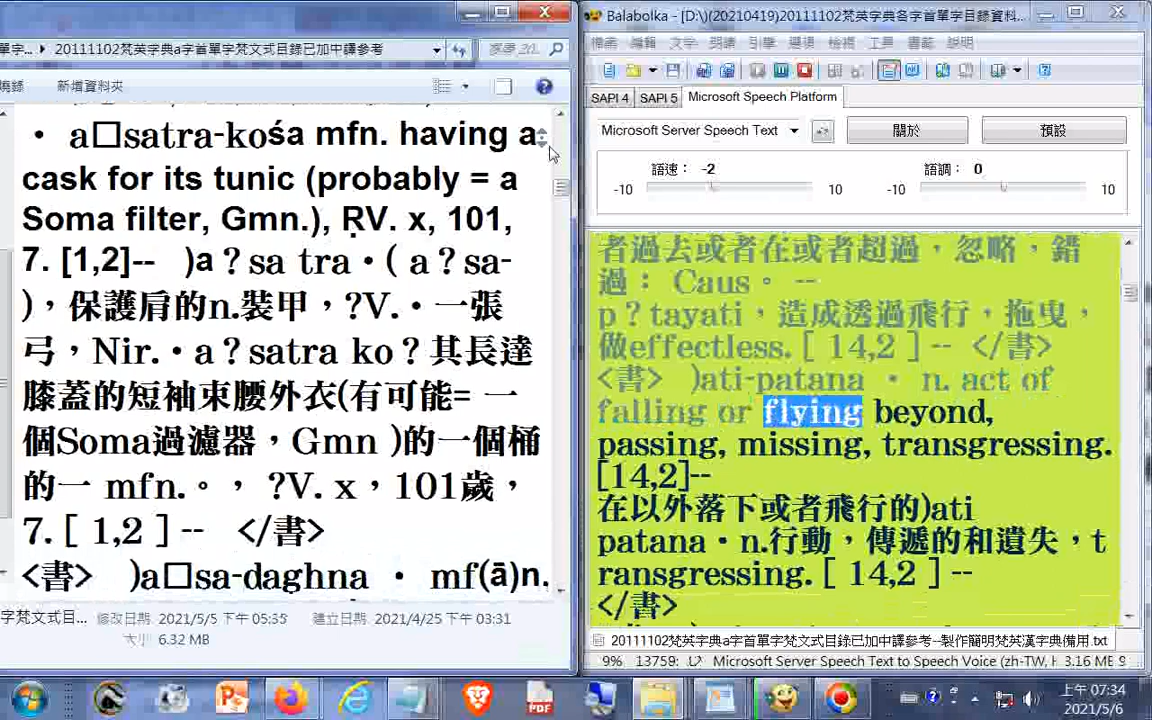 單字...
20111102梵英字典a字首單字梵文式目錄已加中譯參考
燒錄
新增資料夾
• a□satra-kośa mfn. having a
cask for its tunic (probably = a
Soma filter, Gmn.), ṚV. x, 101,
7. [1,2]-- )a？sa tra•( a？sa-
)，保護肩的n.裝甲，?V.•一張
弓，Nir.•a？satra ko？其長達
膝蓋的短袖束腰外衣(有可能= 一
個Soma過濾器，Gmn )的一個桶
的一 mfn.。， ?V. x，101歲，
7. [ 1,2 ] -- </書>
<書> )a□sa-daghna • mf(ā)n.
字梵文式目...
修改日期: 2021/5/5 下午 05:35
建立日期: 2021/4/25 下午 03:31
大小: 6.32 MB
Balabolka - [D:\)(20210419)20111102梵英字典各字首單字目錄資料...
檔案 編輯 文字 朗讀 引擎 選項 檢視 工具 書籤 說明
SAPI 4 SAPI 5 Microsoft Speech Platform
Microsoft Server Speech Text
關於
預設
語速： -2
語調： 0
-10 10 -10 10
者過去或者在或者超過，忽略，錯
過： Caus。 --
p？tayati，造成透過飛行，拖曳，
做effectless. [ 14,2 ] -- </書>
<書> )ati-patana • n. act of
falling or flying beyond,
passing, missing, transgressing.
[14,2]--
在以外落下或者飛行的)ati
patana•n.行動，傳遞的和遺失，t
ransgressing. [ 14,2 ] --
</書>
20111102梵英字典a字首單字梵文式目錄已加中譯參考--製作簡明梵英漢字典備用.txt
9% 13759: Microsoft Server Speech Text to Speech Voice (zh-TW, 3.16 MB 9
PDF
上午 07:34
2021/5/6